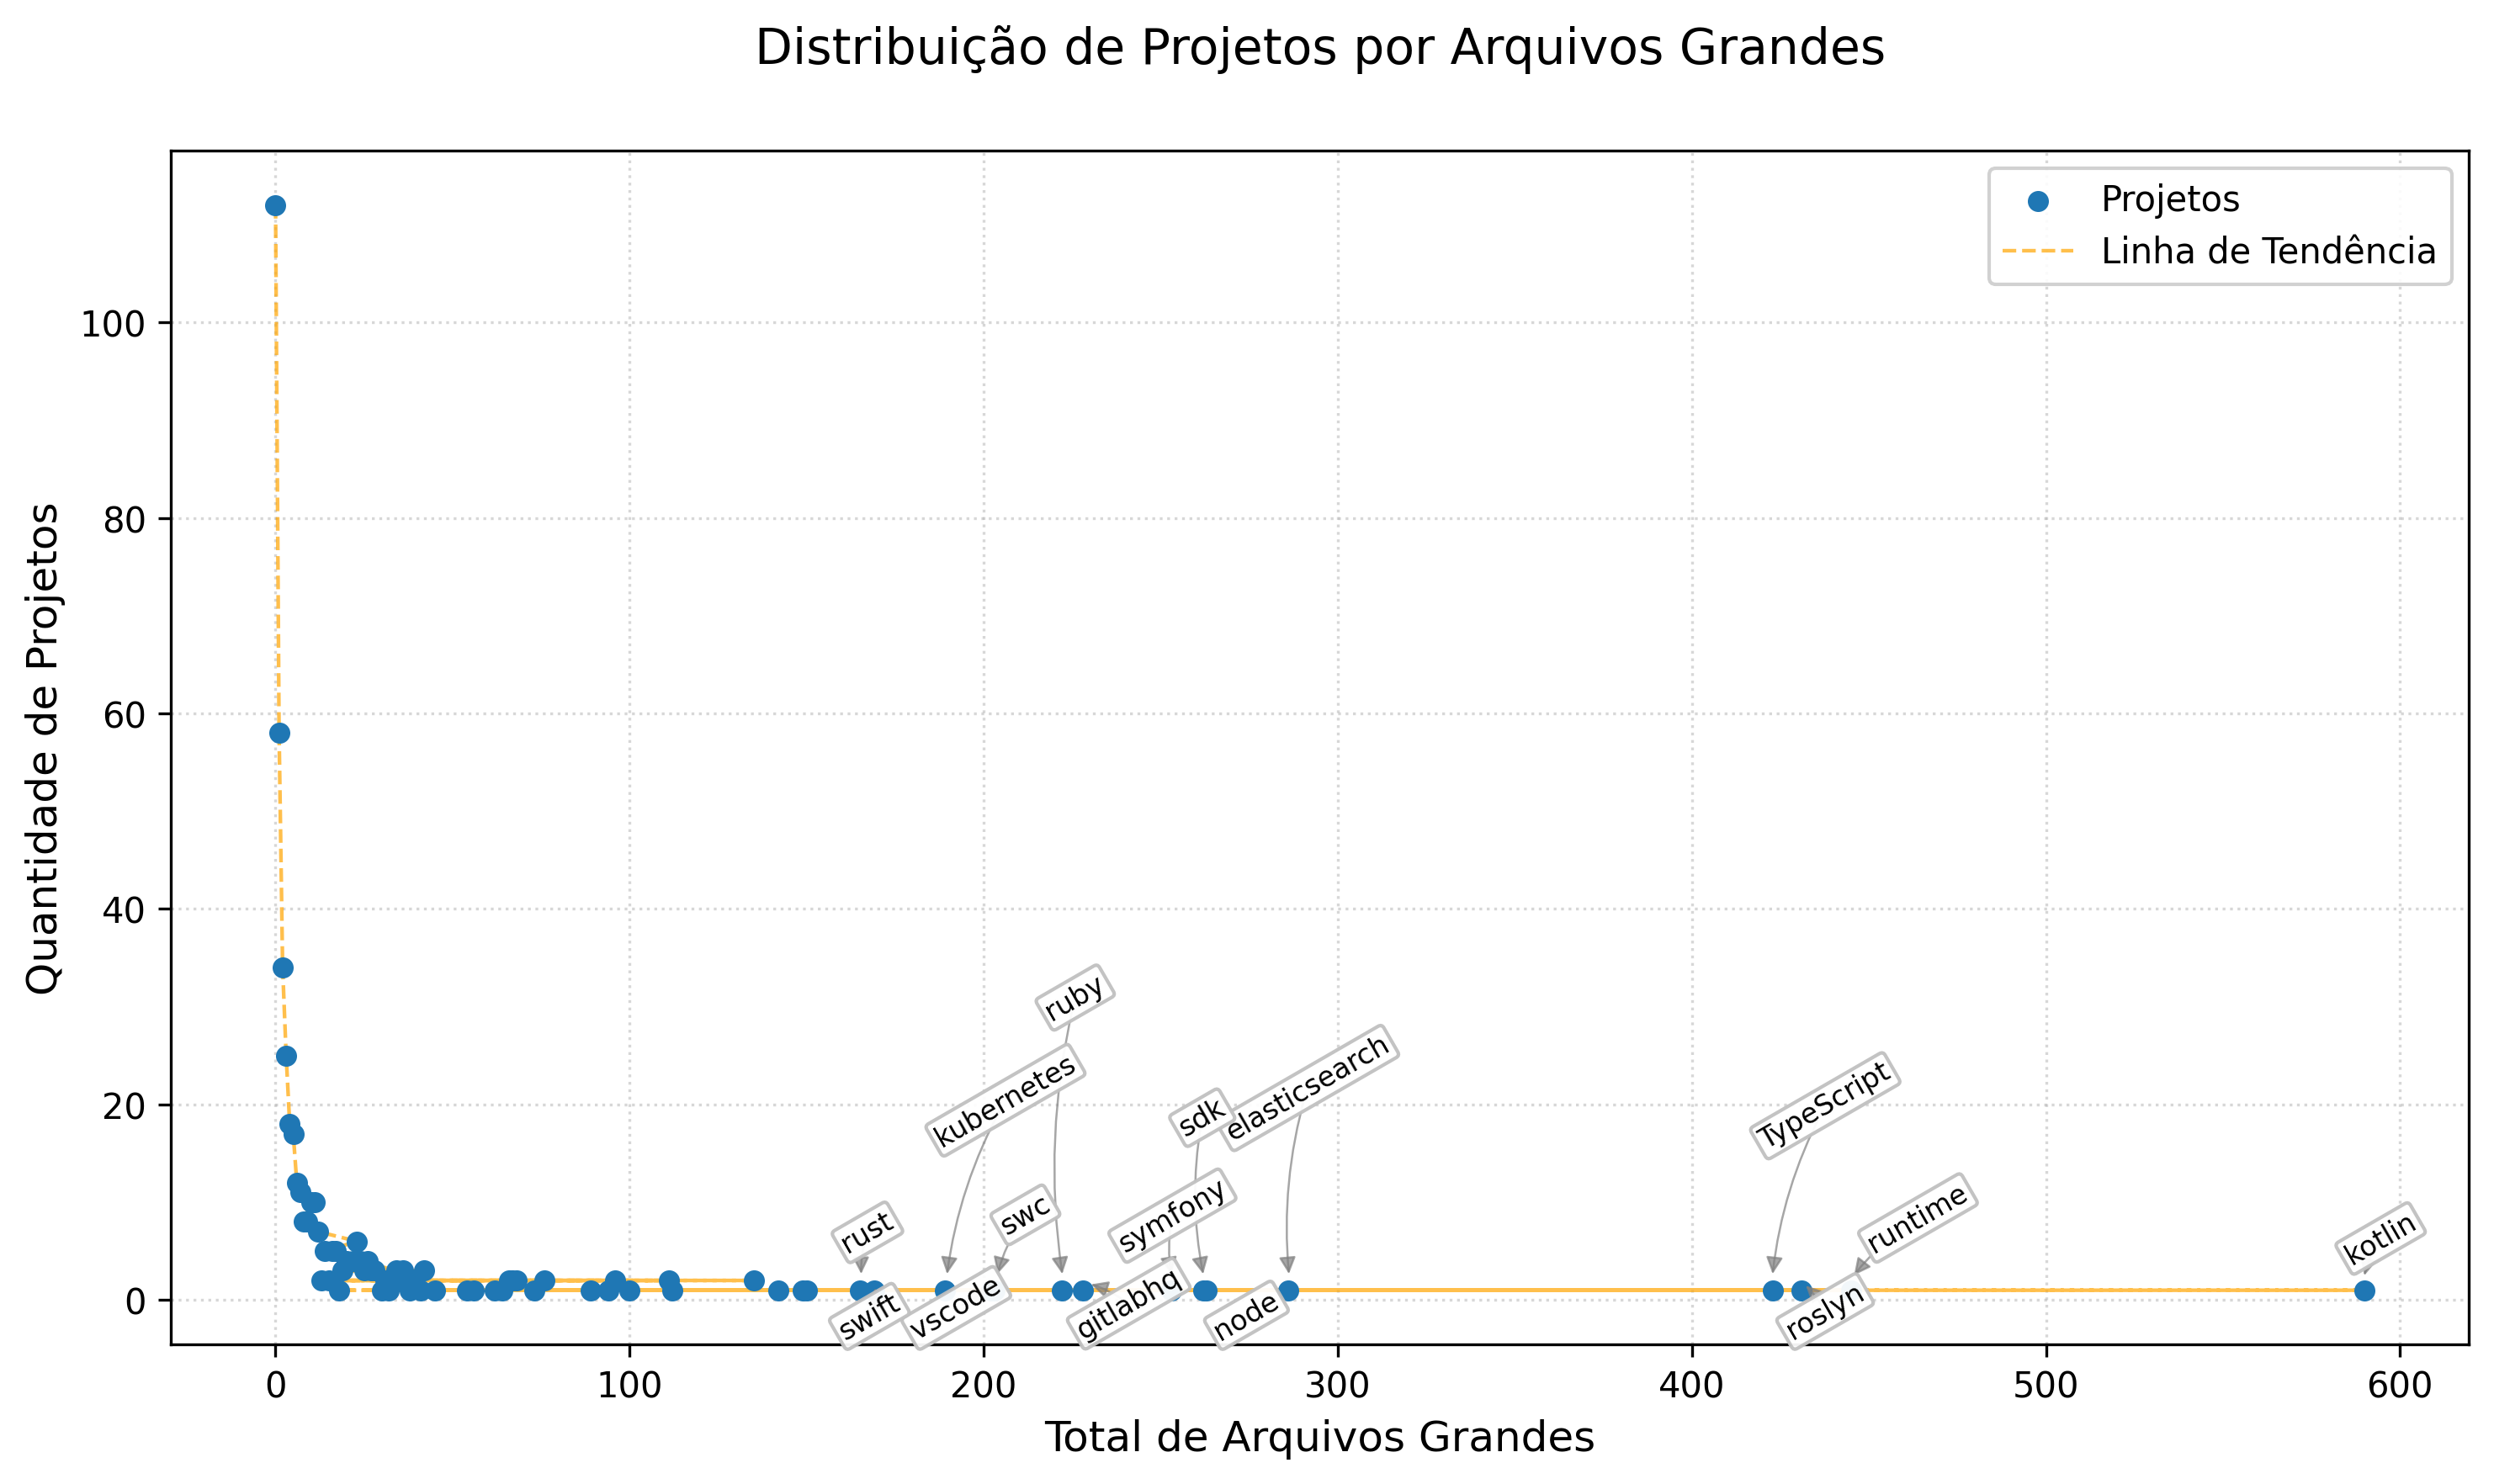 Distribuição de Projetos por Arquivos Grandes
Projetos
Linha de Tendência
Quantidade de Projetos
100
80
60
40
20
0
ruby
kubernetes
elasticsearch
sdk
TypeScript
symfony
swc
rust
runtime
kotlin
swift
vscode
gitlabhq
node
roslyn
0
100
200
300
400
500
600
Total de Arquivos Grandes